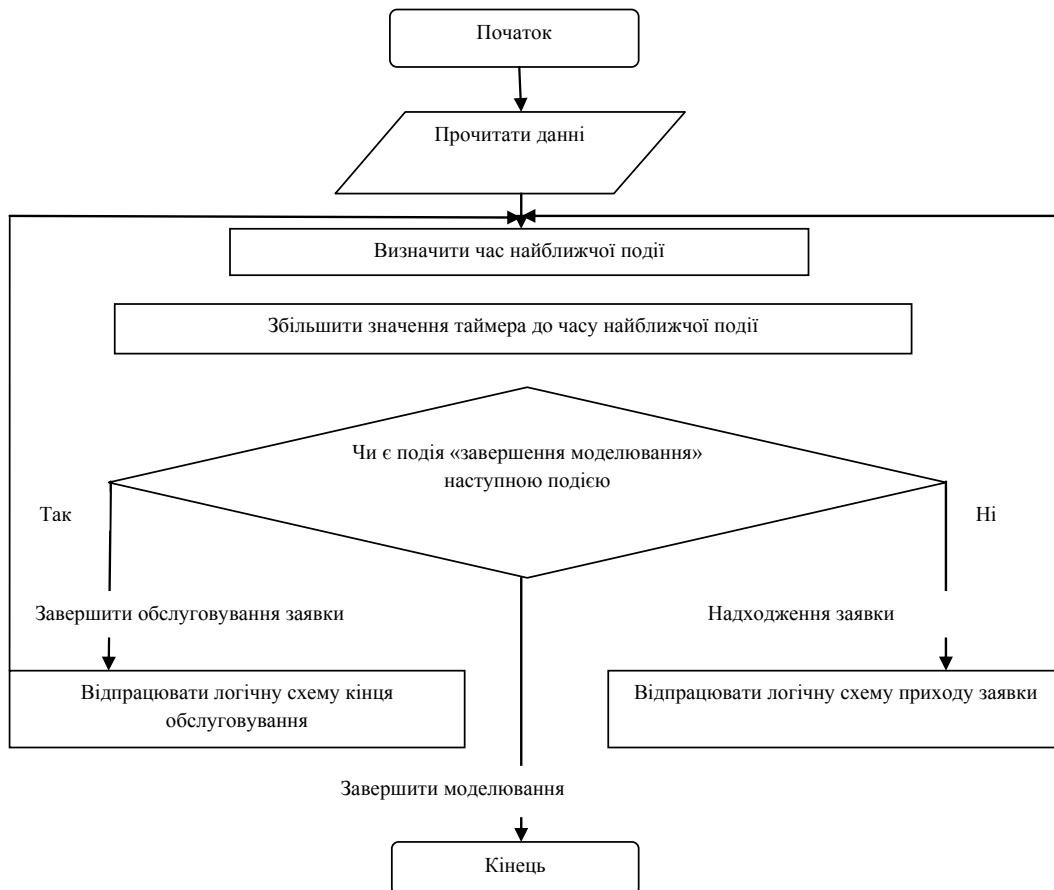 Початок
Прочитати данні
Визначити час найближчої події
Збільшити значення таймера до часу найближчої події
Чи є подія «завершення моделювання»
наступною подією
Так
Ні
Завершити обслуговування заявки
Надходження заявки
Відпрацювати логічну схему кінця
обслуговування
Відпрацювати логічну схему приходу заявки
Завершити моделювання
Кінець